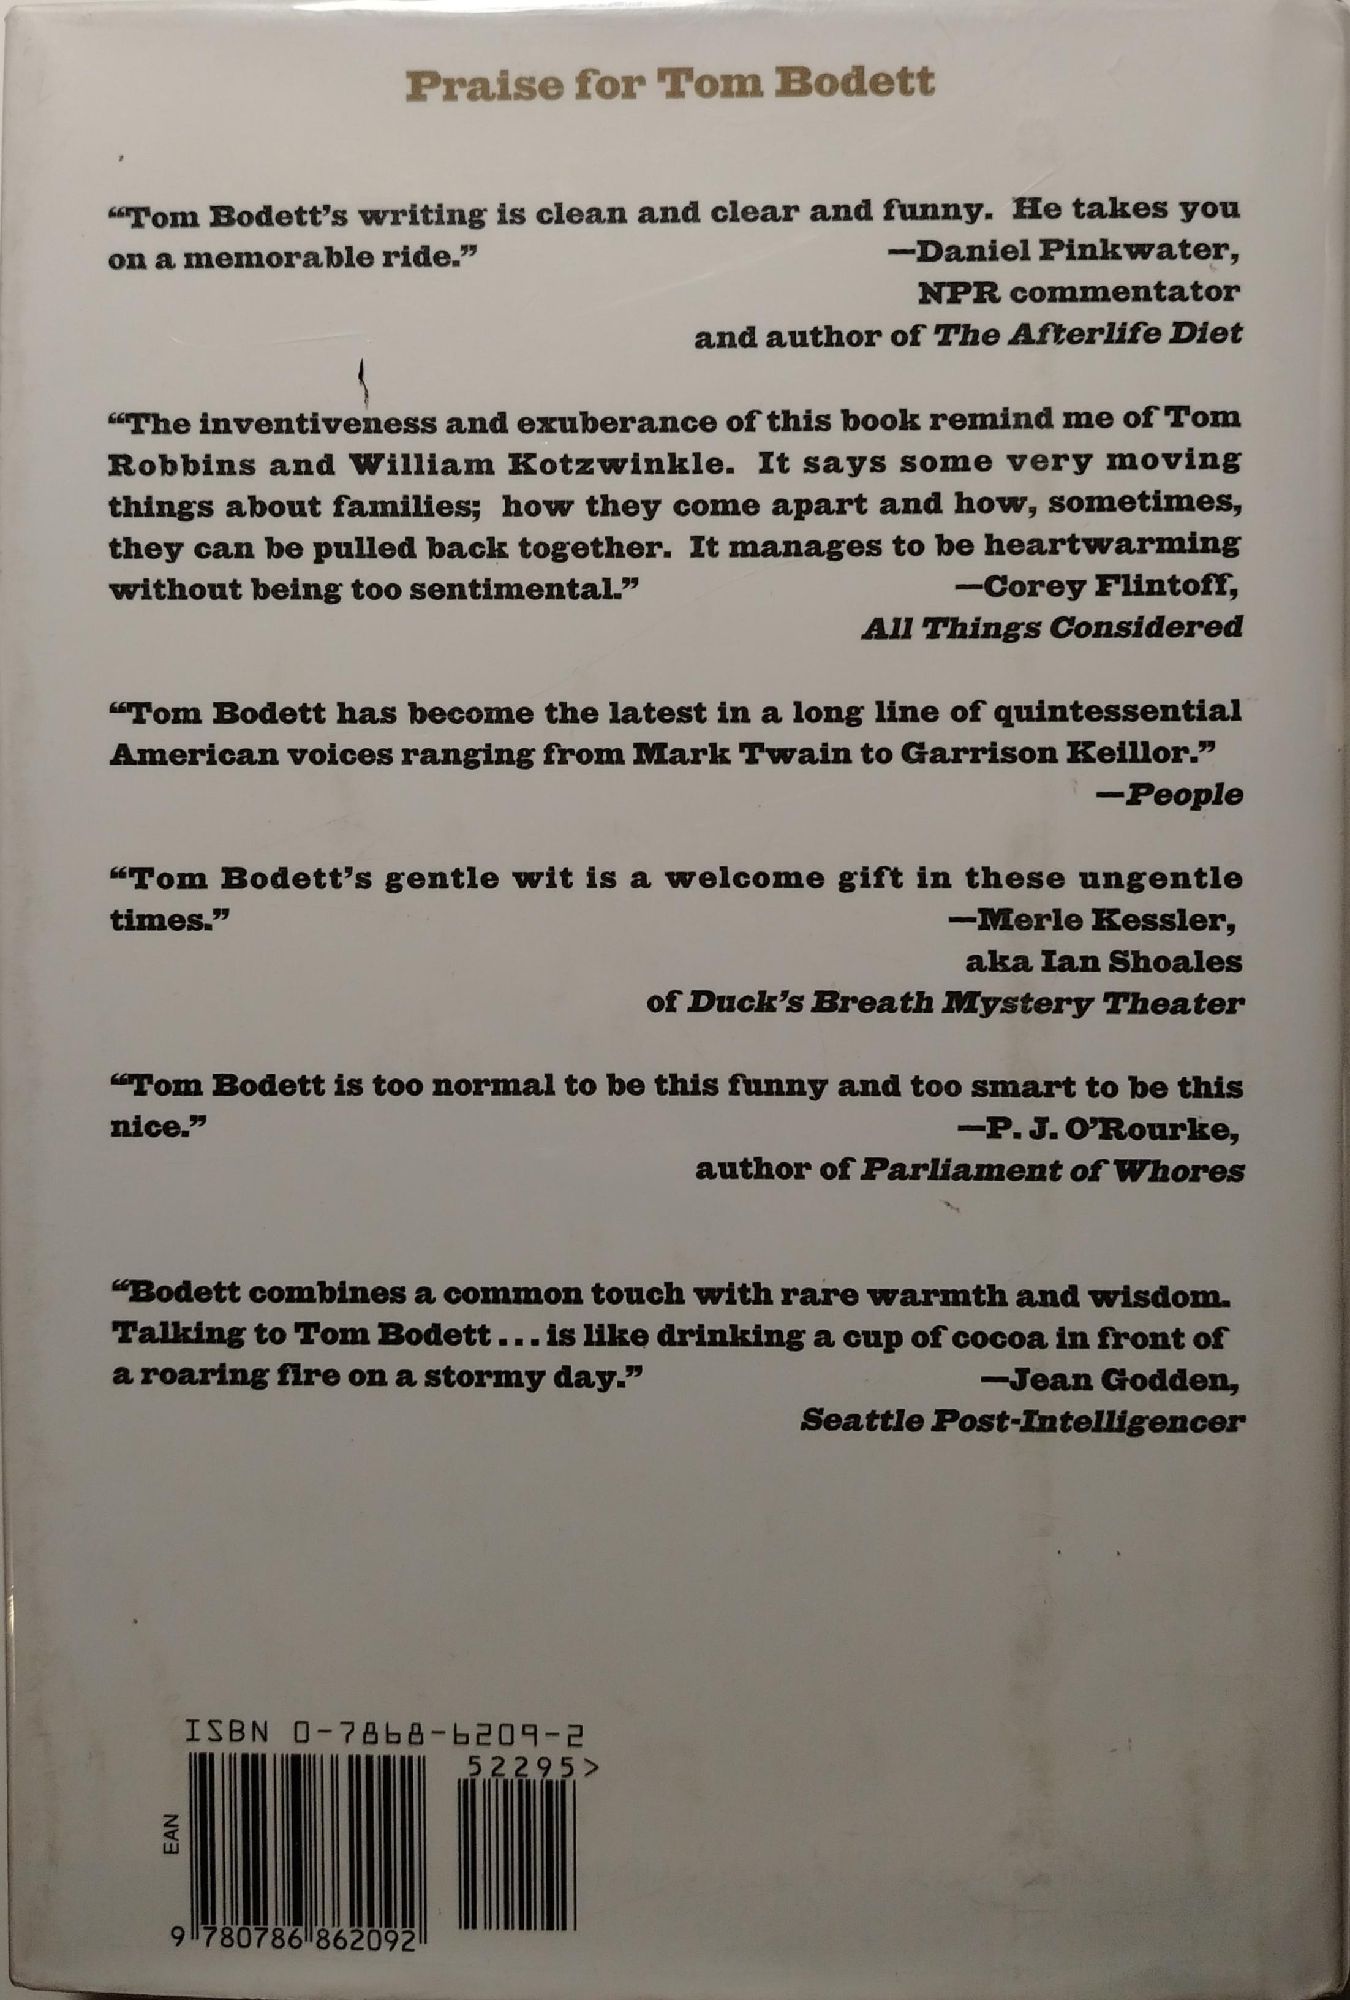 Praise for Tom Bodett
“Tom Bodett’s writing is clean and clear and funny. He takes you
on a memorable ride.” —Daniel Pinkwater,
NPR commentator
and author of The Afterlife Diet
“The inventiveness and exuberance of this book remind me of Tom
Robbins and William Kotzwinkle. It says some very moving
things about families; how they come apart and how, sometimes,
they can be pulled back together. It manages to be heartwarming
without being too sentimental.” —Corey Flintoff,
All Things Considered
“Tom Bodett has become the latest in a long line of quintessential
American voices ranging from Mark Twain to Garrison Keillor.”
—People
“Tom Bodett’s gentle wit is a welcome gift in these ungentle
times.” —Merle Kessler,
aka Ian Shoales
of Duck’s Breath Mystery Theater
“Tom Bodett is too normal to be this funny and too smart to be this
nice.” —P. J. O’Rourke,
author of Parliament of Whores
“Bodett combines a common touch with rare warmth and wisdom.
Talking to Tom Bodett ... is like drinking a cup of cocoa in front of
a roaring fire on a stormy day.” —Jean Godden,
Seattle Post-Intelligencer
ISBN 0-7868-6209-2
52295>
EAN
9 780786 862092